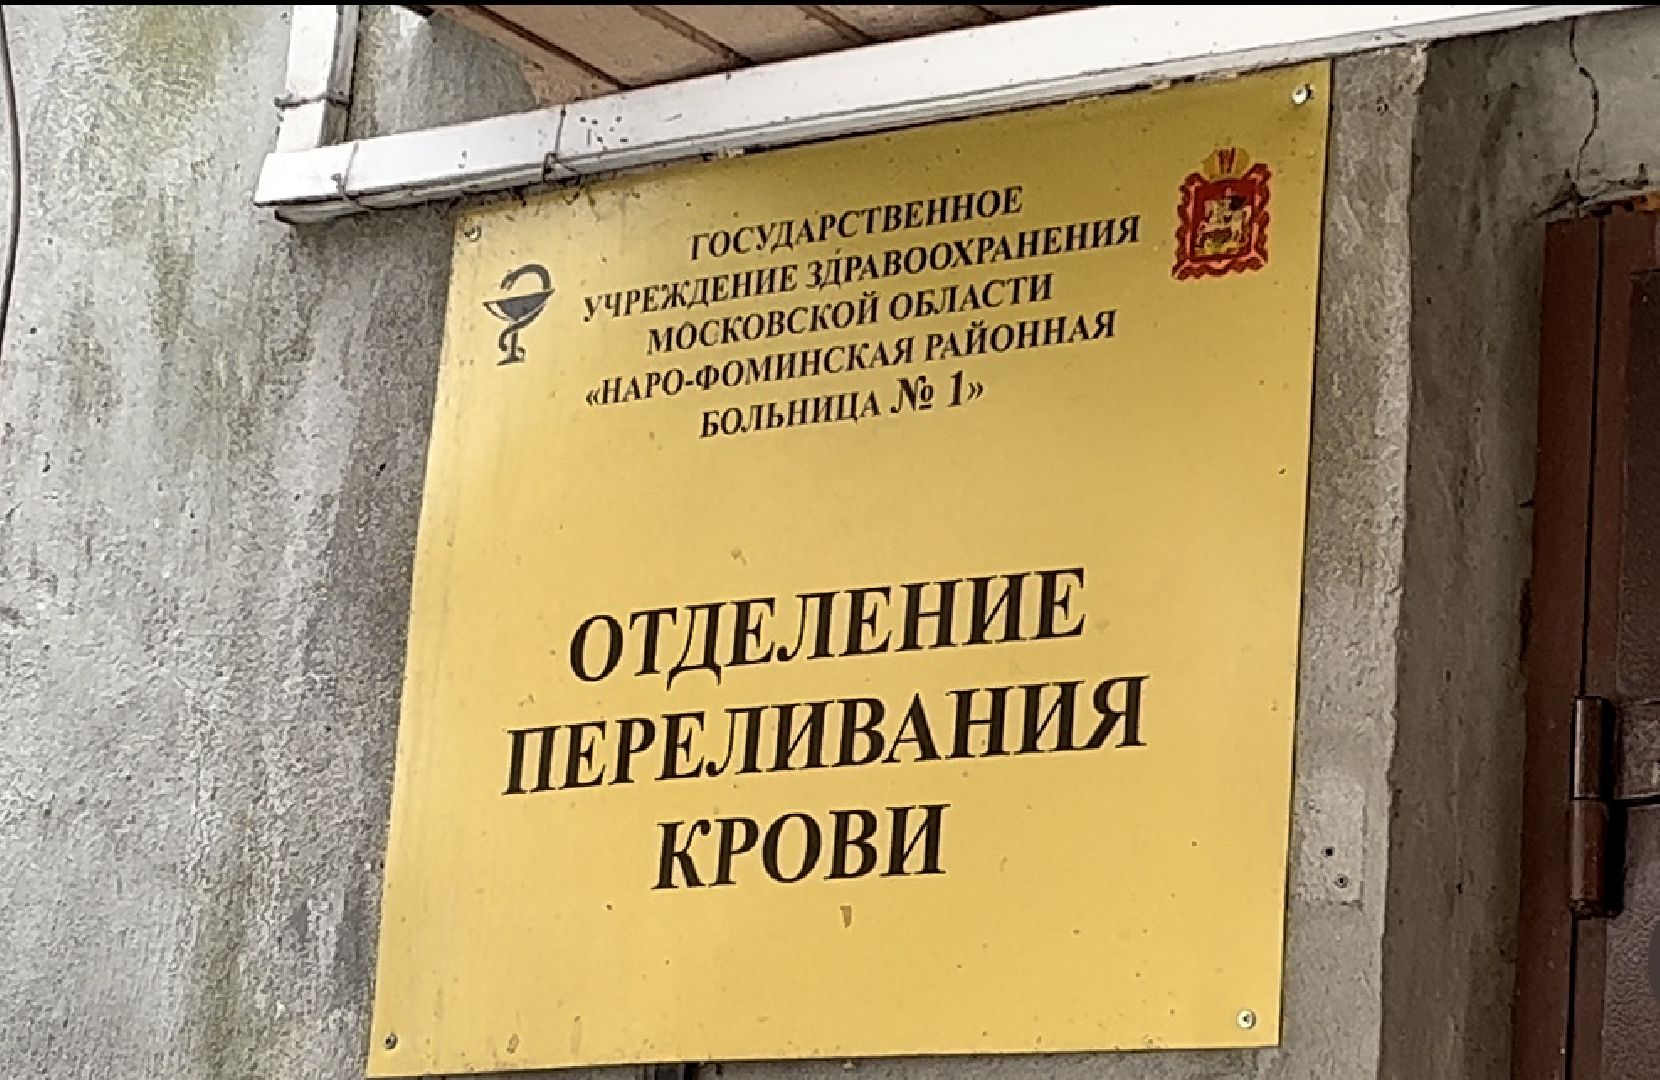 ГОСУДАРСТВЕННОЕ
УЧРЕЖДЕНИЕ ЗДРАВООХРАНЕНИЯ
МОСКОВСКОЙ ОБЛАСТИ
«НАРО-ФОМИНСКАЯ РАЙОННАЯ
БОЛЬНИЦА № 1»
ОТДЕЛЕНИЕ
ПЕРЕЛИВАНИЯ
КРОВИ